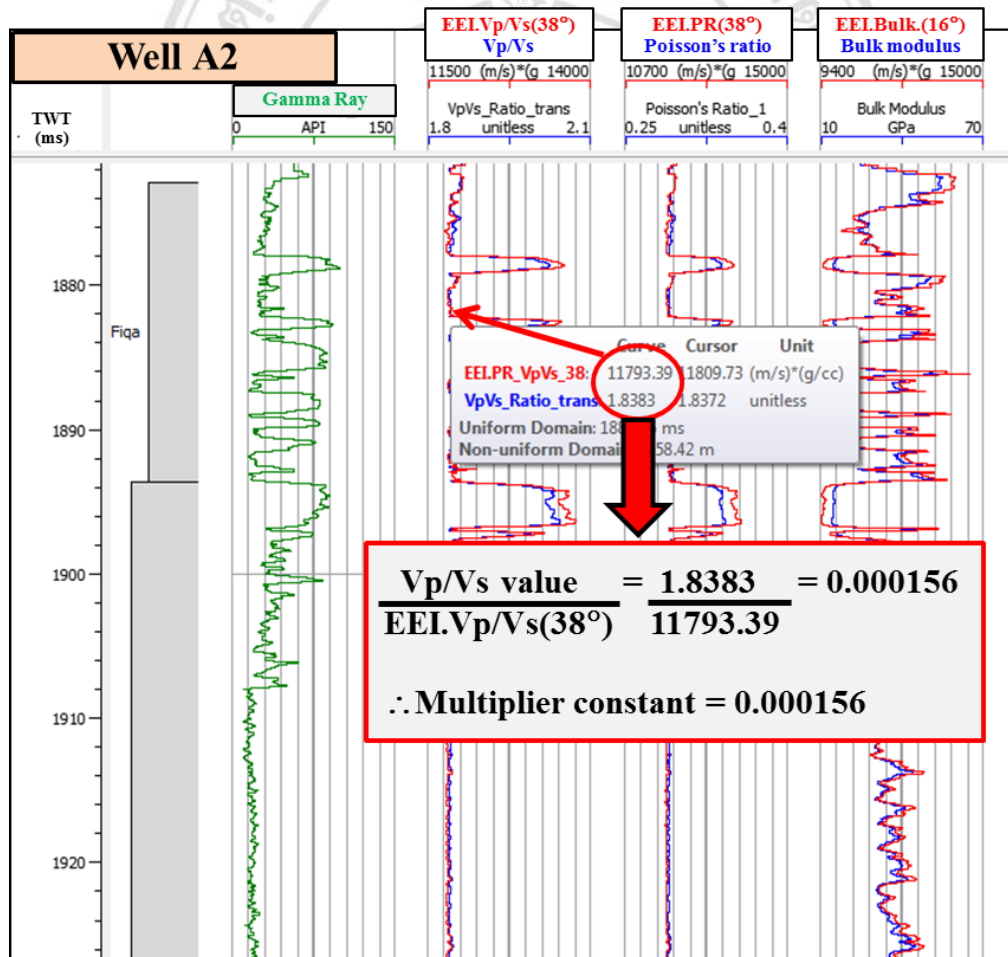 Well A2
EEI.Vp/Vs(38°)
Vp/Vs
EEI.PR(38°)
Poisson's ratio
EEI.Bulk.(16°)
Bulk modulus
TWT
(ms)
Gamma Ray
0 API 150
11500 (m/s)*(g 14000
VpVs_Ratio_trans
1.8 unitless 2.1
10700 (m/s)*(g 15000
Poisson's Ratio_1
0.25 unitless 0.4
9400 (m/s)*(g 15000
Bulk Modulus
10 GPa 70
1880
Fiqa
Curve Cursor Unit
EEI.PR_VpVs_38: 11793.39 11809.73 (m/s)*(g/cc)
VpVs_Ratio_trans 1.8383 1.8372 unitless
Uniform Domain: 188 ms
Non-uniform Domai 58.42 m
1890
1900
Vp/Vs value = 1.8383 = 0.000156
EEI.Vp/Vs(38°) 11793.39
∴Multiplier constant = 0.000156
1910
1920